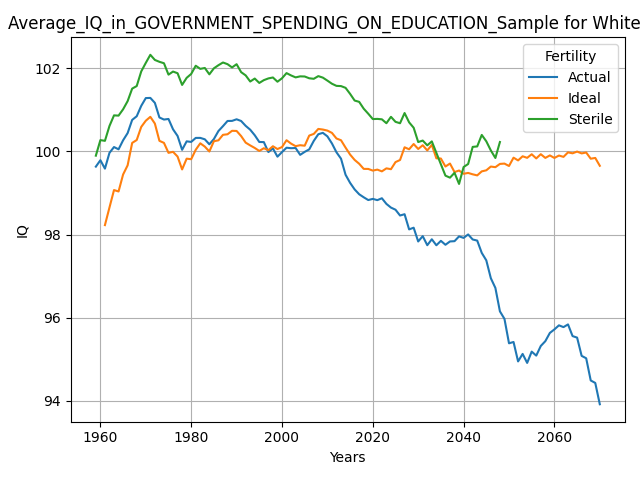 Average_IQ_in_GOVERNMENT_SPENDING_ON_EDUCATION_Sample for White
Fertility
Actual
Ideal
Sterile
102
100
98
96
94
IQ
1960 1980 2000 2020 2040 2060
Years